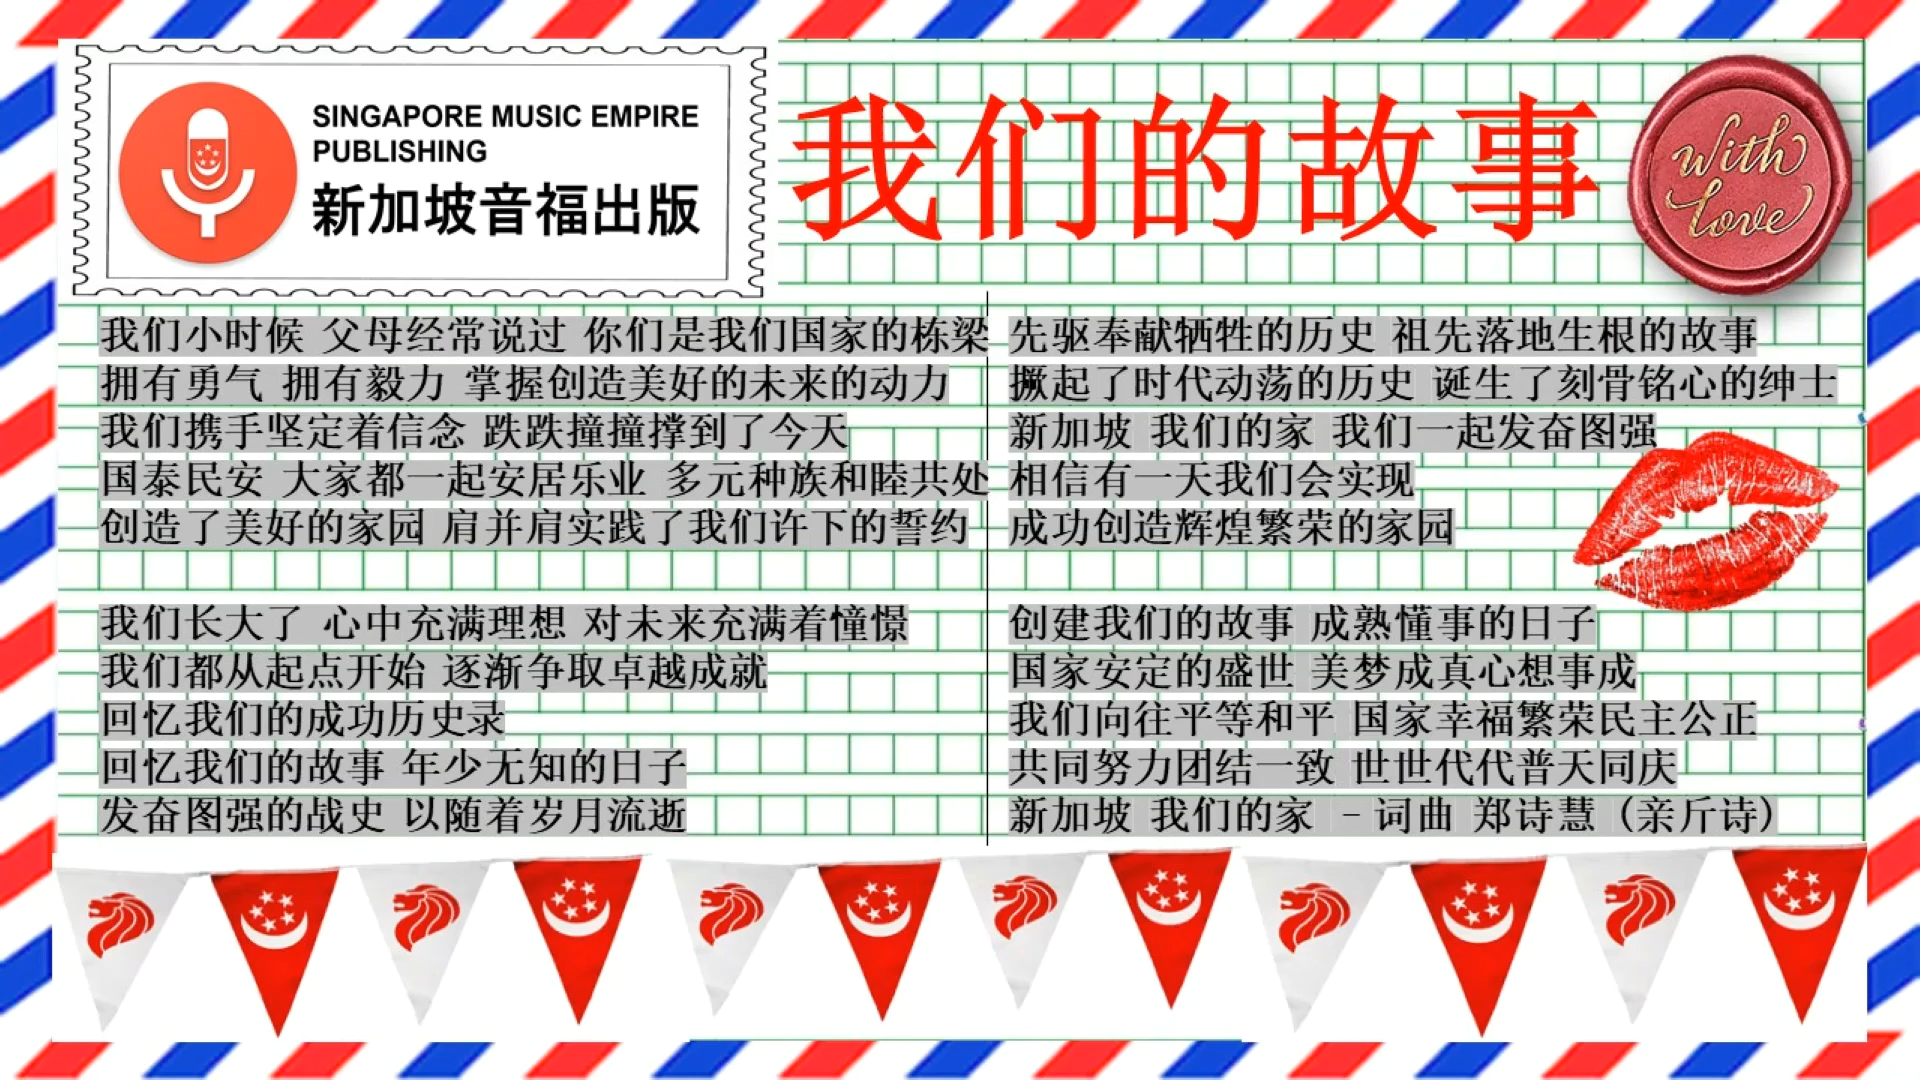 SINGAPORE MUSIC EMPIRE
PUBLISHING
新加坡音福出版
我们的故事
With
Love
我们小时候 父母经常说过 你们是我们国家的栋梁
拥有勇气 拥有毅力 掌握创造美好的未来的动力
我们携手坚定着信念 跌跌撞撞撑到了今天
国泰民安 大家都一起安居乐业 多元种族和睦共处
创造了美好的家园 肩并肩实践了我们许下的誓约
我们长大了 心中充满理想 对未来充满着憧憬
我们都从起点开始 逐渐争取卓越成就
回忆我们的成功历史录
回忆我们的故事 年少无知的日子
发奋图强的战史 以随着岁月流逝
先驱奉献牺牲的历史 祖先落地生根的故事
撅起了时代动荡的历史 诞生了刻骨铭心的绅士
新加坡 我们的家 我们一起发奋图强
相信有一天我们会实现
成功创造辉煌繁荣的家园
创建我们的故事 成熟懂事的日子
国家安定的盛世 美梦成真心想事成
我们向往平等和平 国家幸福繁荣民主公正
共同努力团结一致 世世代代普天同庆
新加坡 我们的家 - 词曲 郑诗慧 (亲斤诗)